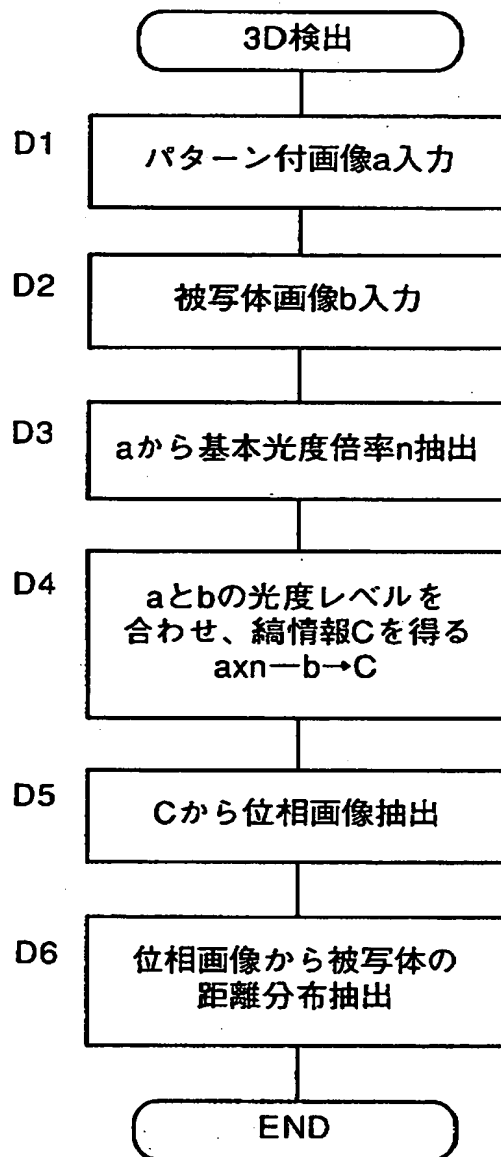 3D検出
D1
パターン付画像a入力
D2
被写体画像b入力
D3
aから基本光度倍率n抽出
D4
aとbの光度レベルを
合わせ、縞情報Cを得る
axn—b→C
D5
Cから位相画像抽出
D6
位相画像から被写体の
距離分布抽出
END